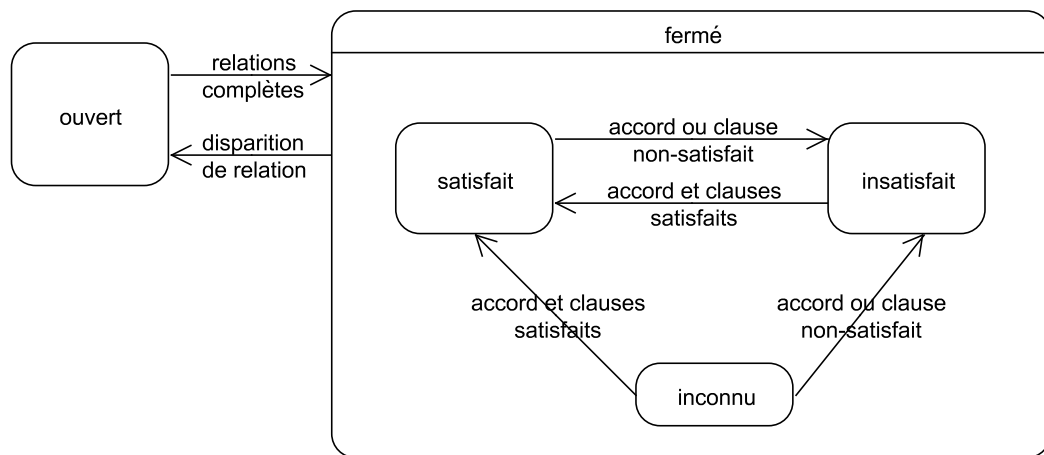 fermé
ouvert
relations
complètes
disparition
de relation
satisfait
accord ou clause
non-satisfait
accord et clauses
satisfaits
insatisfait
accord et clauses
satisfaits
accord ou clause
non-satisfait
inconnu